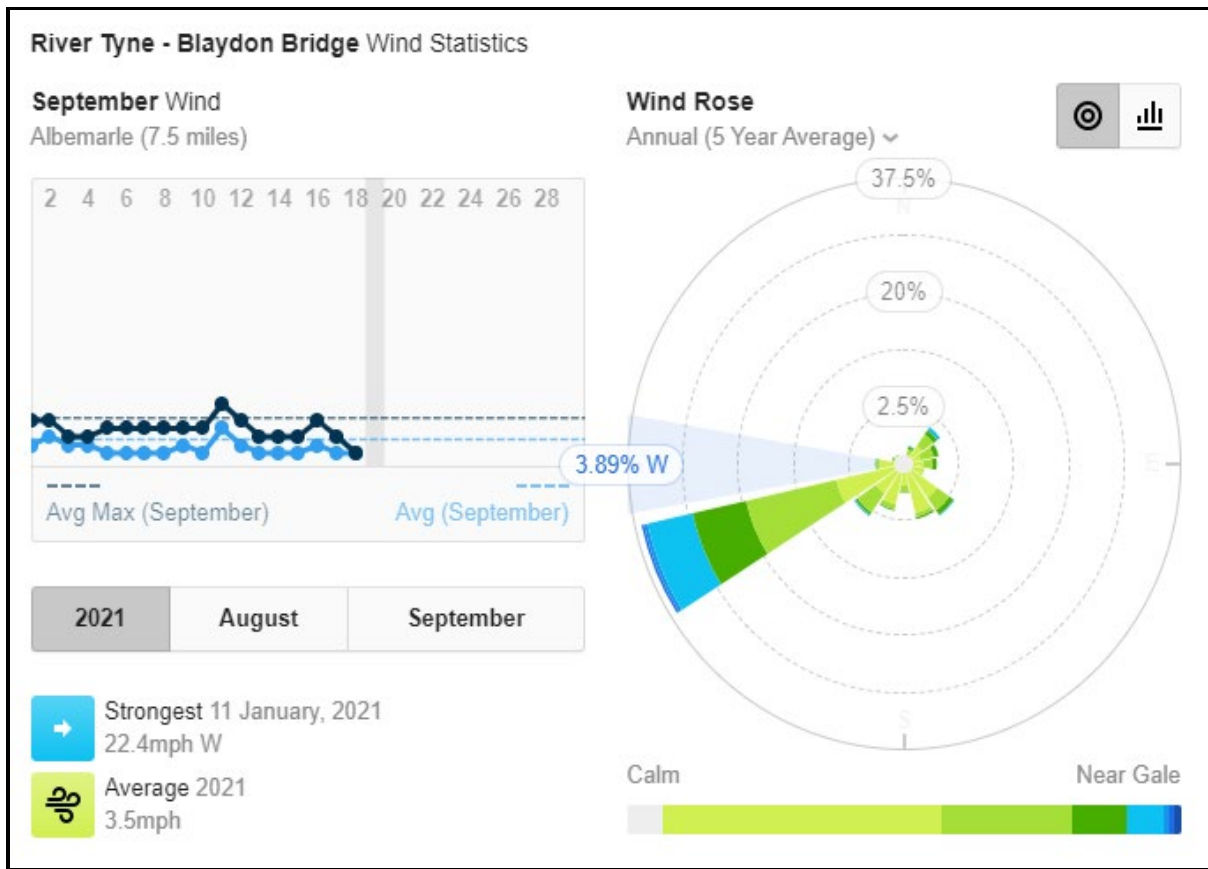 River Tyne - Blaydon Bridge Wind Statistics
September Wind
Albemarle (7.5 miles)
2 4 6 8 10 12 14 16 18 20 22 24 26 28
Avg Max (September)
Avg (September)
2021
August
September
Strongest 11 January, 2021
22.4mph W
Average 2021
3.5mph
Wind Rose
Annual (5 Year Average)
37.5%
N
20%
2.5%
3.89% W
E
S
Calm
Near Gale